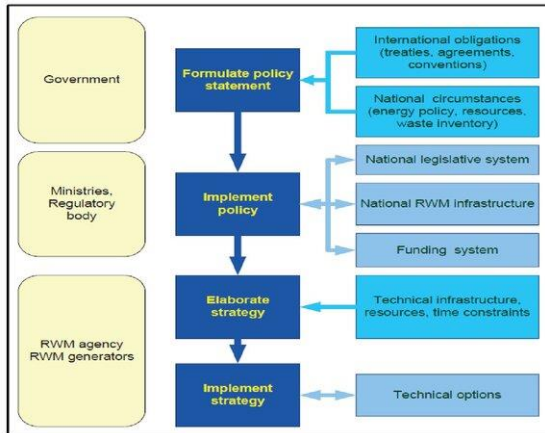 Government
Formulate policy
statement
International obligations
(treaties, agreements,
conventions)
National circumstances
(energy policy, resources,
waste inventory)
Ministries,
Regulatory
body
Implement
policy
National legislative system
National RWM infrastructure
Funding system
RWM agency
RWM generators
Elaborate
strategy
Technical infrastructure,
resources, time constraints
Implement
strategy
Technical options